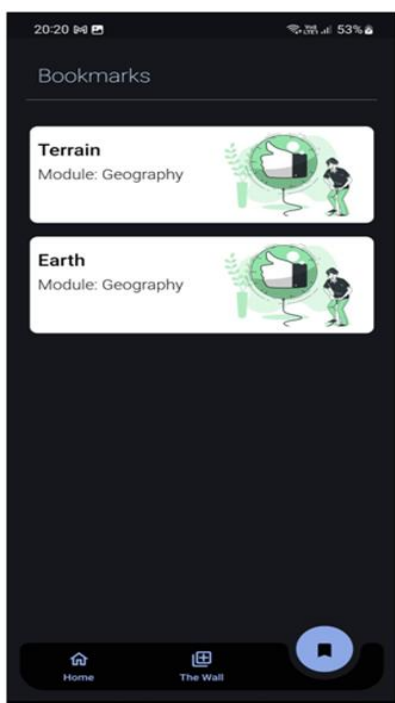 20:20 53%
Bookmarks
Terrain
Module: Geography
Earth
Module: Geography
Home The Wall